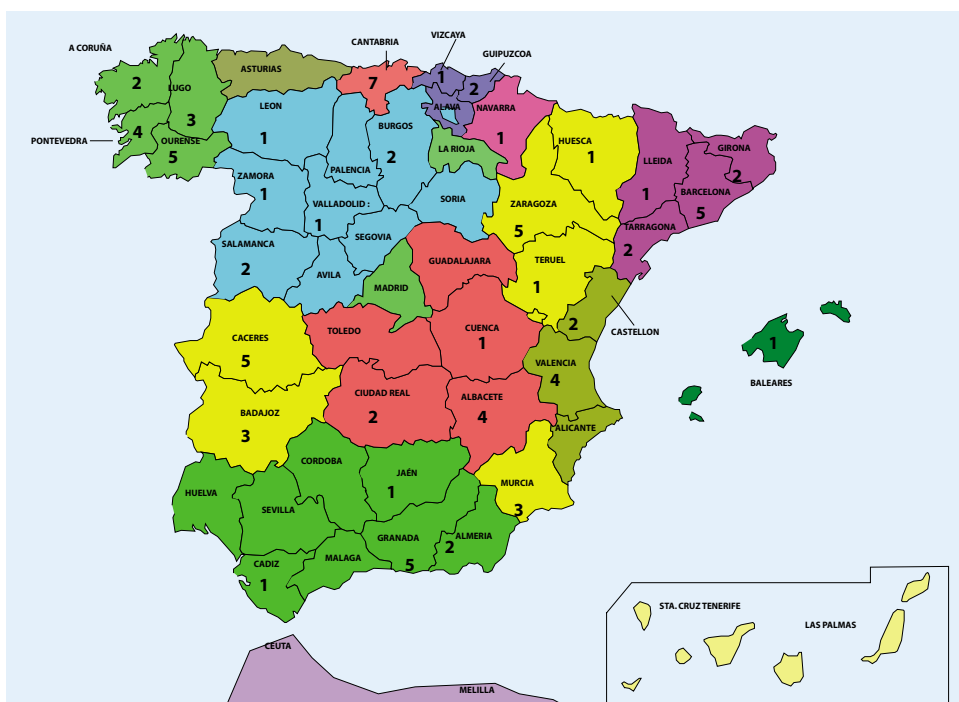 VIZCAYA
CANTABRIA
A CORUÑA
GUIPUZCOA
ASTURIAS
1
7
2
2
LUGO
3
LEON
1
ALAVA
NAVARRA
1
BURGOS
2
PONTEVEDRA
4
OURENSE
5
LA RIOJA
HUESCA
1
GIRONA
2
LLEIDA
1
BARCELONA
5
PALENCIA
ZAMORA
1
VALLADOLID :
1
SORIA
ZARAGOZA
5
TARRAGONA
2
SEGOVIA
SALAMANCA
2
AVILA
GUADALAJARA
TERUEL
1
MADRID
CASTELLON
2
TOLEDO
CUENCA
1
CACERES
5
VALENCIA
4
1
BALEARES
CIUDAD REAL
2
ALBACETE
4
BADAJOZ
3
ALICANTE
CORDOBA
JAÉN
1
MURCIA
3
HUELVA
SEVILLA
GRANADA
5
ALMERIA
2
MALAGA
CADIZ
1
STA. CRUZ TENERIFE
LAS PALMAS
CEUTA
MELILLA